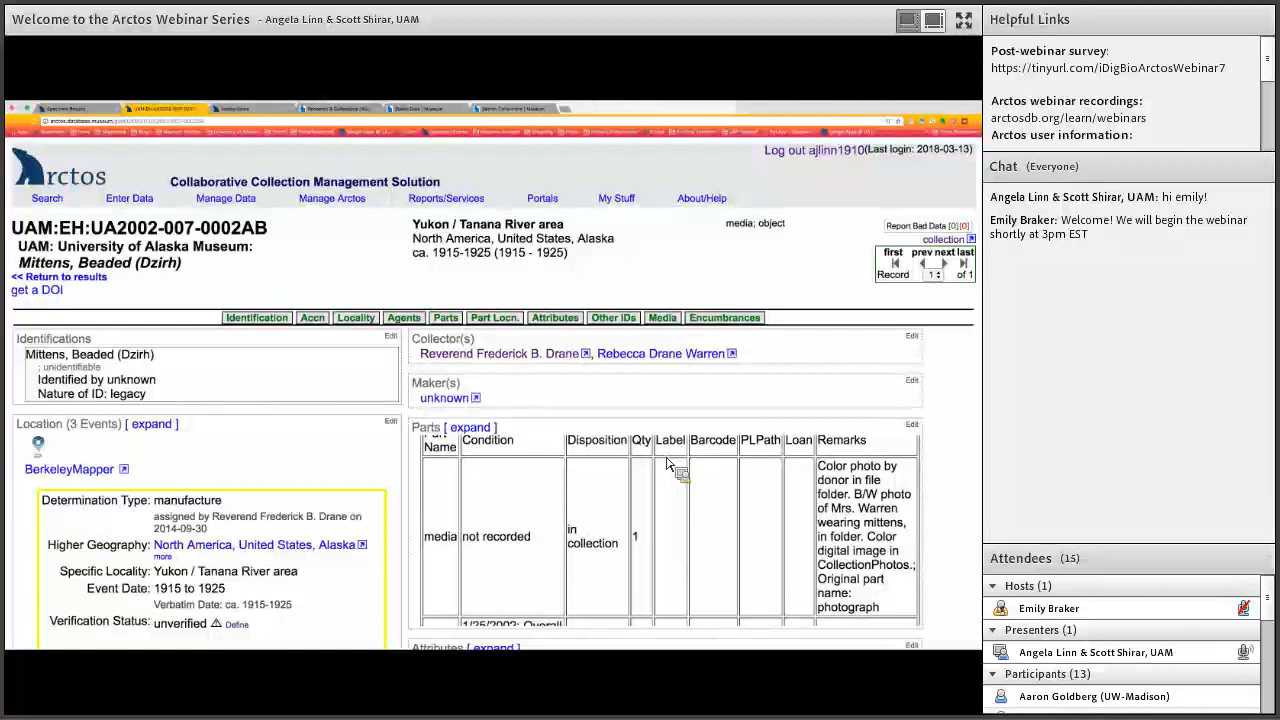 Welcome to the Arctos Webinar Series - Angela Linn & Scott Shirar, UAM
Log out ajlinn1910(Last login: 2018-03-13)
Arctos
Collaborative Collection Management Solution
Search Enter Data Manage Data Manage Arctos Reports/Services Portals My Stuff About/Help
UAM:EH:UA2002-007-0002AB
UAM: University of Alaska Museum:
Mittens, Beaded (Dzirh)
<< Return to results
get a DOI
Yukon / Tanana River area
North America, United States, Alaska
ca. 1915-1925 (1915 - 1925)
media; object
Report Bad Data [0][0]
collection
first prev next last
Record 1 of 1
Identification Accn Locality Agents Parts Part Locn. Attributes Other IDs Media Encumbrances
Identifications Edit
Mittens, Beaded (Dzirh)
; unidentifiable
Identified by unknown
Nature of ID: legacy
Location (3 Events) [ expand ] Edit
BerkeleyMapper
Determination Type: manufacture
assigned by Reverend Frederick B. Drane on
2014-09-30
Higher Geography: North America, United States, Alaska
more
Specific Locality: Yukon / Tanana River area
Event Date: 1915 to 1925
Verbatim Date: ca. 1915-1925
Verification Status: unverified Define
Collector(s) Edit
Reverend Frederick B. Drane, Rebecca Drane Warren
Maker(s) Edit
unknown
Parts [ expand ] Edit
Part Name Condition Disposition Qty Label Barcode PLPath Loan Remarks
media not recorded in collection 1
Color photo by
donor in file
folder. B/W photo
of Mrs. Warren
wearing mittens,
in folder. Color
digital image in
CollectionPhotos.;
Original part
name:
photograph
1/25/2002: Overall
Attributes [ expand ] Edit
Helpful Links
Post-webinar survey:
https://tinyurl.com/iDigBioArctosWebinar7
Arctos webinar recordings:
arctosdb.org/learn/webinars
Arctos user information:
Chat (Everyone)
Angela Linn & Scott Shirar, UAM: hi emily!
Emily Braker: Welcome! We will begin the webinar
shortly at 3pm EST
Attendees (15)
Hosts (1)
Emily Braker
Presenters (1)
Angela Linn & Scott Shirar, UAM
Participants (13)
Aaron Goldberg (UW-Madison)